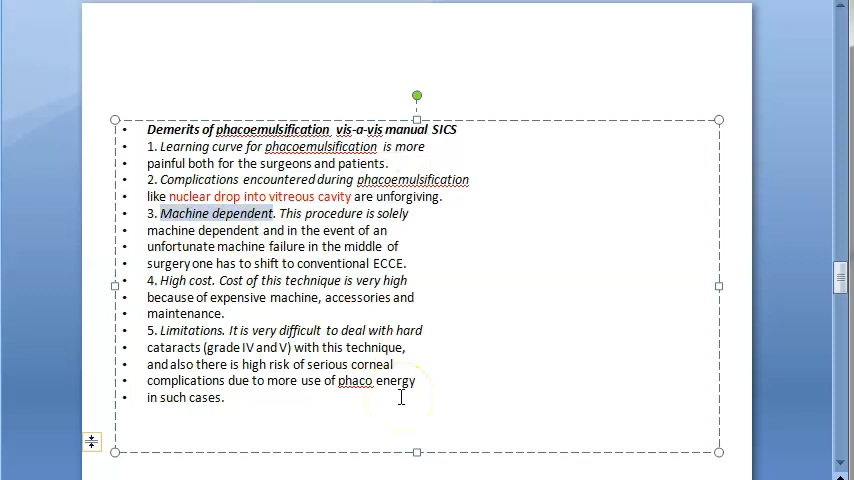 • Demerits of phacoemulsification vis-a-vis manual SICS
• 1. Learning curve for phacoemulsification is more
• painful both for the surgeons and patients.
• 2. Complications encountered during phacoemulsification
• like nuclear drop into vitreous cavity are unforgiving.
• 3. Machine dependent. This procedure is solely
• machine dependent and in the event of an
• unfortunate machine failure in the middle of
• surgery one has to shift to conventional ECCE.
• 4. High cost. Cost of this technique is very high
• because of expensive machine, accessories and
• maintenance.
• 5. Limitations. It is very difficult to deal with hard
• cataracts (grade IV and V) with this technique,
• and also there is high risk of serious corneal
• complications due to more use of phaco energy
• in such cases.